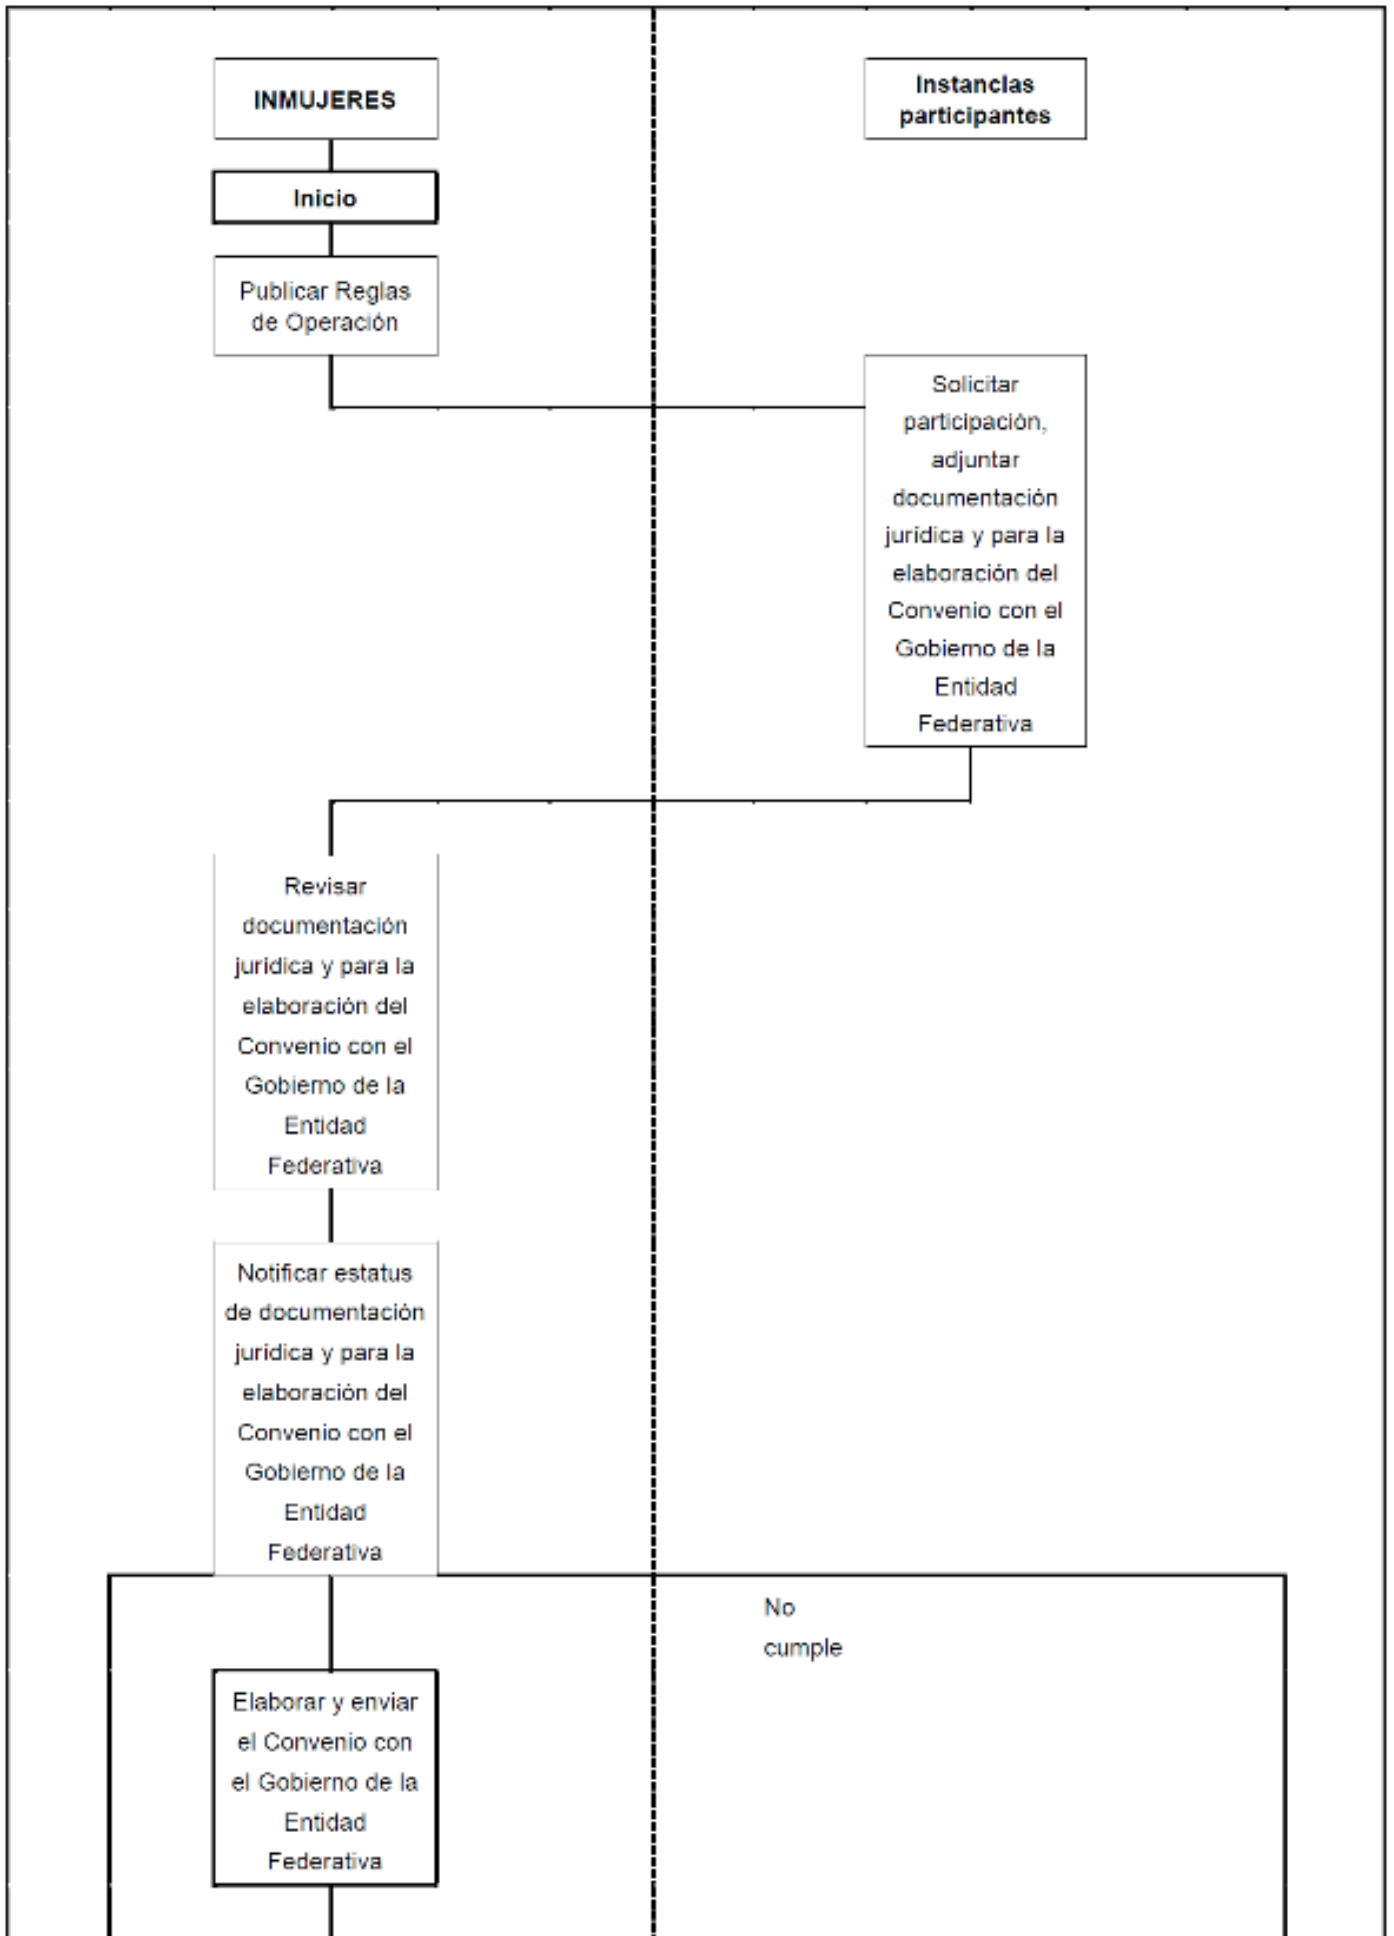 INMUJERES
Instancias
participantes
Inicio
Publicar Reglas
de Operación
Solicitar
participación,
adjuntar
documentación
jurídica y para la
elaboración del
Convenio con el
Gobierno de la
Entidad
Federativa
Revisar
documentación
jurídica y para la
elaboración del
Convenio con el
Gobierno de la
Entidad
Federativa
Notificar estatus
de documentación
jurídica y para la
elaboración del
Convenio con el
Gobierno de la
Entidad
Federativa
No
cumple
Elaborar y enviar
el Convenio con
el Gobierno de la
Entidad
Federativa